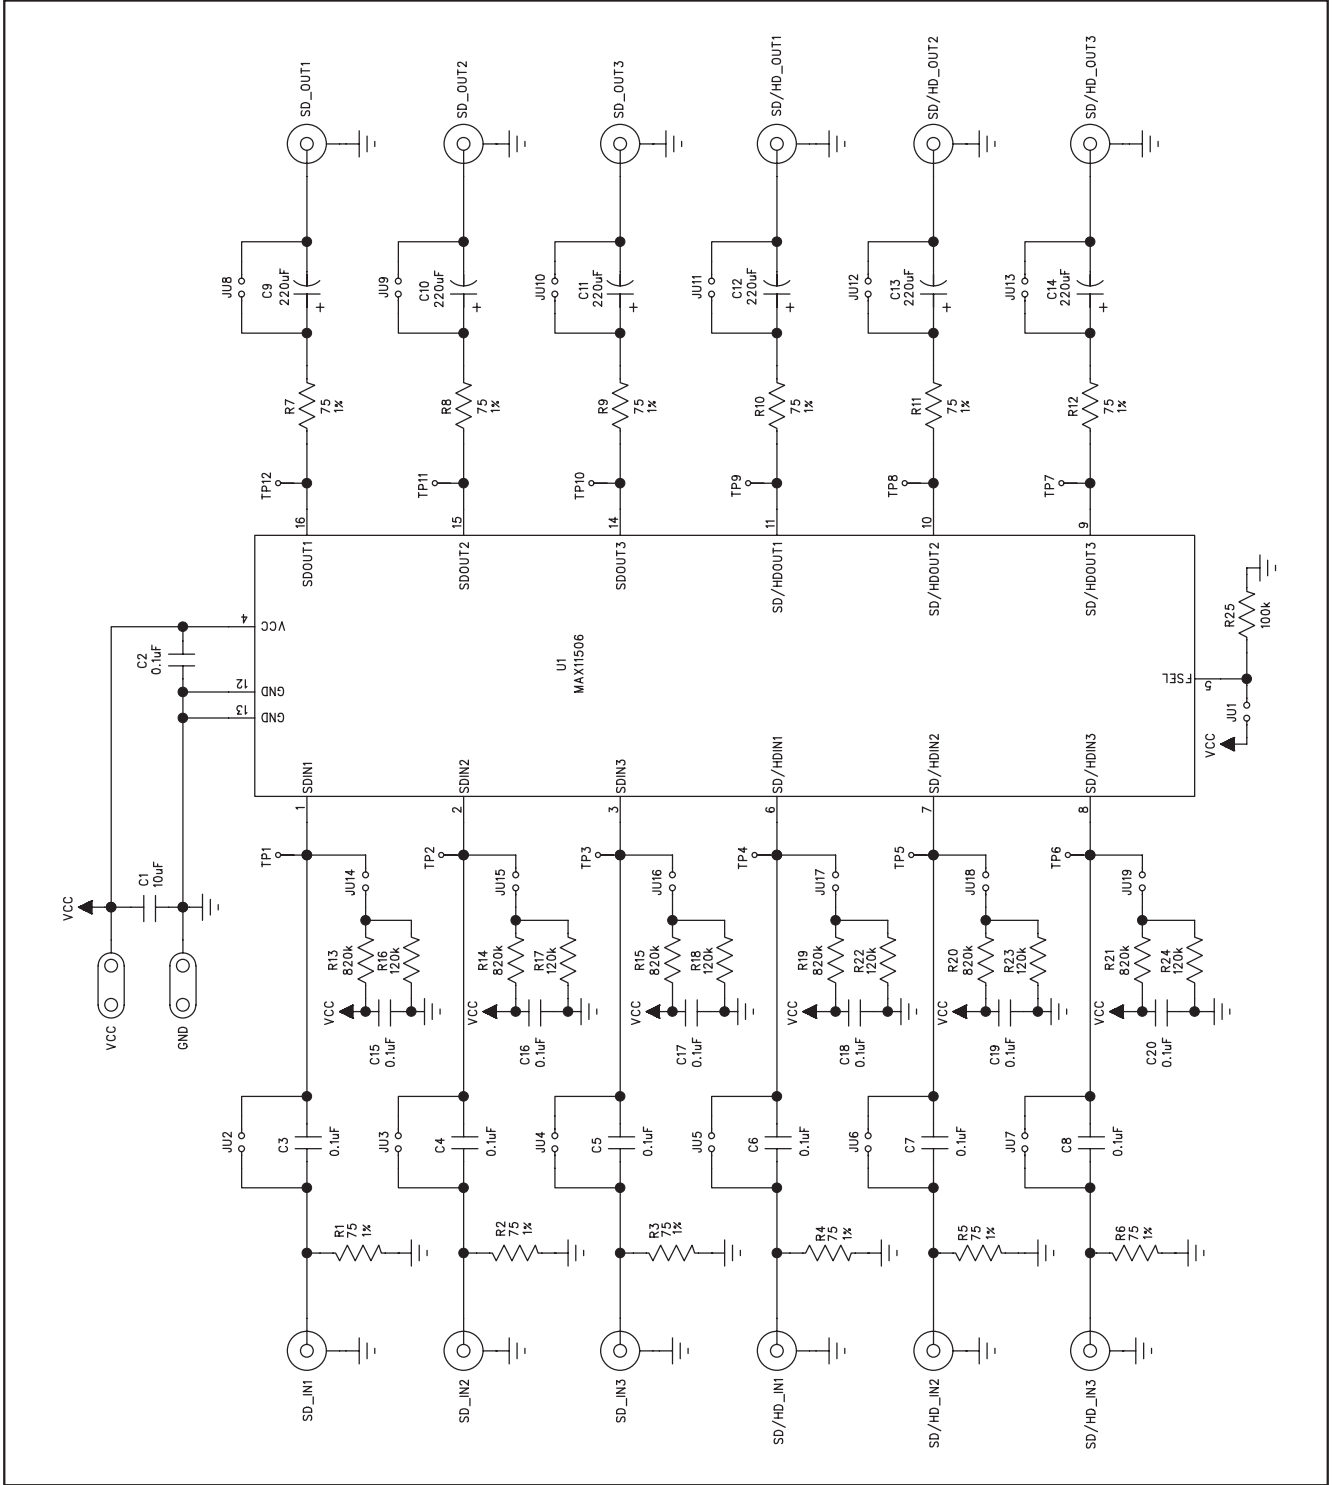 VCC
GND
VCC
C1
10uF
C2
0.1uF
4
VCC
12
GND
13
GND
U1
MAX11506
SD_IN1
R1
75
1%
JU2
C3
0.1uF
VCC
C15
0.1uF
R13
820k
R16
120k
JU14
TP1
1
SDIN1
SDOUT1
16
TP12
R7
75
1%
JU8
C9
220uF
+
SD_OUT1
SD_IN2
R2
75
1%
JU3
C4
0.1uF
VCC
C16
0.1uF
R14
820k
R17
120k
JU15
TP2
2
SDIN2
SDOUT2
15
TP11
R8
75
1%
JU9
C10
220uF
+
SD_OUT2
SD_IN3
R3
75
1%
JU4
C5
0.1uF
VCC
C17
0.1uF
R15
820k
R18
120k
JU16
TP3
3
SDIN3
SDOUT3
14
TP10
R9
75
1%
JU10
C11
220uF
+
SD_OUT3
SD/HD_IN1
R4
75
1%
JU5
C6
0.1uF
VCC
C18
0.1uF
R19
820k
R22
120k
JU17
TP4
6
SD/HDIN1
SD/HDOUT1
11
TP9
R10
75
1%
JU11
C12
220uF
+
SD/HD_OUT1
SD/HD_IN2
R5
75
1%
JU6
C7
0.1uF
VCC
C19
0.1uF
R20
820k
R23
120k
JU18
TP5
7
SD/HDIN2
SD/HDOUT2
10
TP8
R11
75
1%
JU12
C13
220uF
+
SD/HD_OUT2
SD/HD_IN3
R6
75
1%
JU7
C8
0.1uF
VCC
C20
0.1uF
R21
820k
R24
120k
JU19
TP6
8
SD/HDIN3
SD/HDOUT3
9
TP7
R12
75
1%
JU13
C14
220uF
+
SD/HD_OUT3
FSEL
5
VCC
JU1
R25
100k